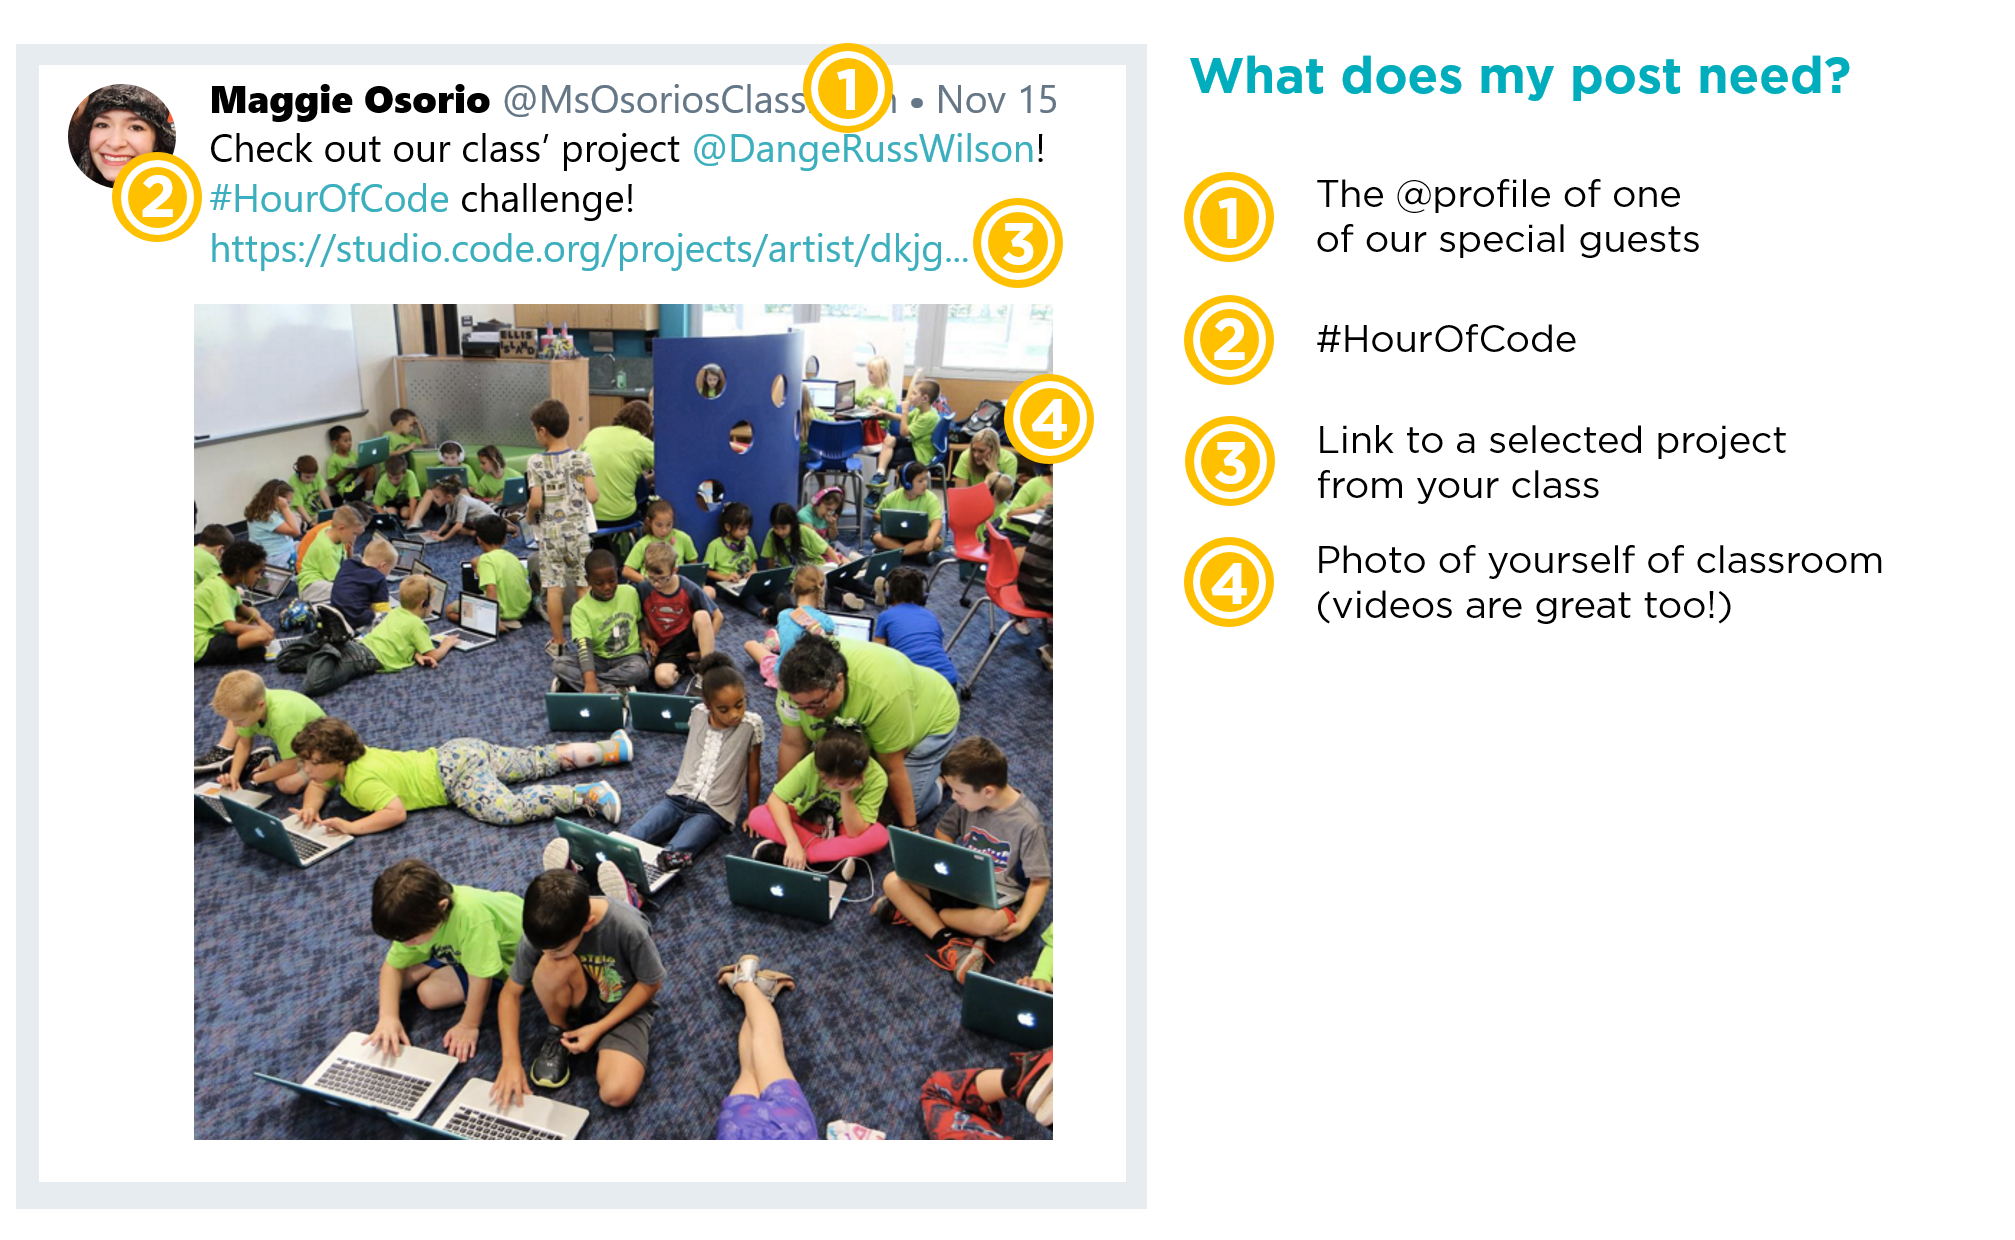 Maggie Osorio @MsOsoriosClass • Nov 15
Check out our class’ project @DangeRussWilson!
#HourOfCode challenge!
https://studio.code.org/projects/artist/dkjg...
1
2
3
4
ELLIS
ISLAND
What does my post need?
1 The @profile of one
of our special guests
2 #HourOfCode
3 Link to a selected project
from your class
4 Photo of yourself of classroom
(videos are great too!)